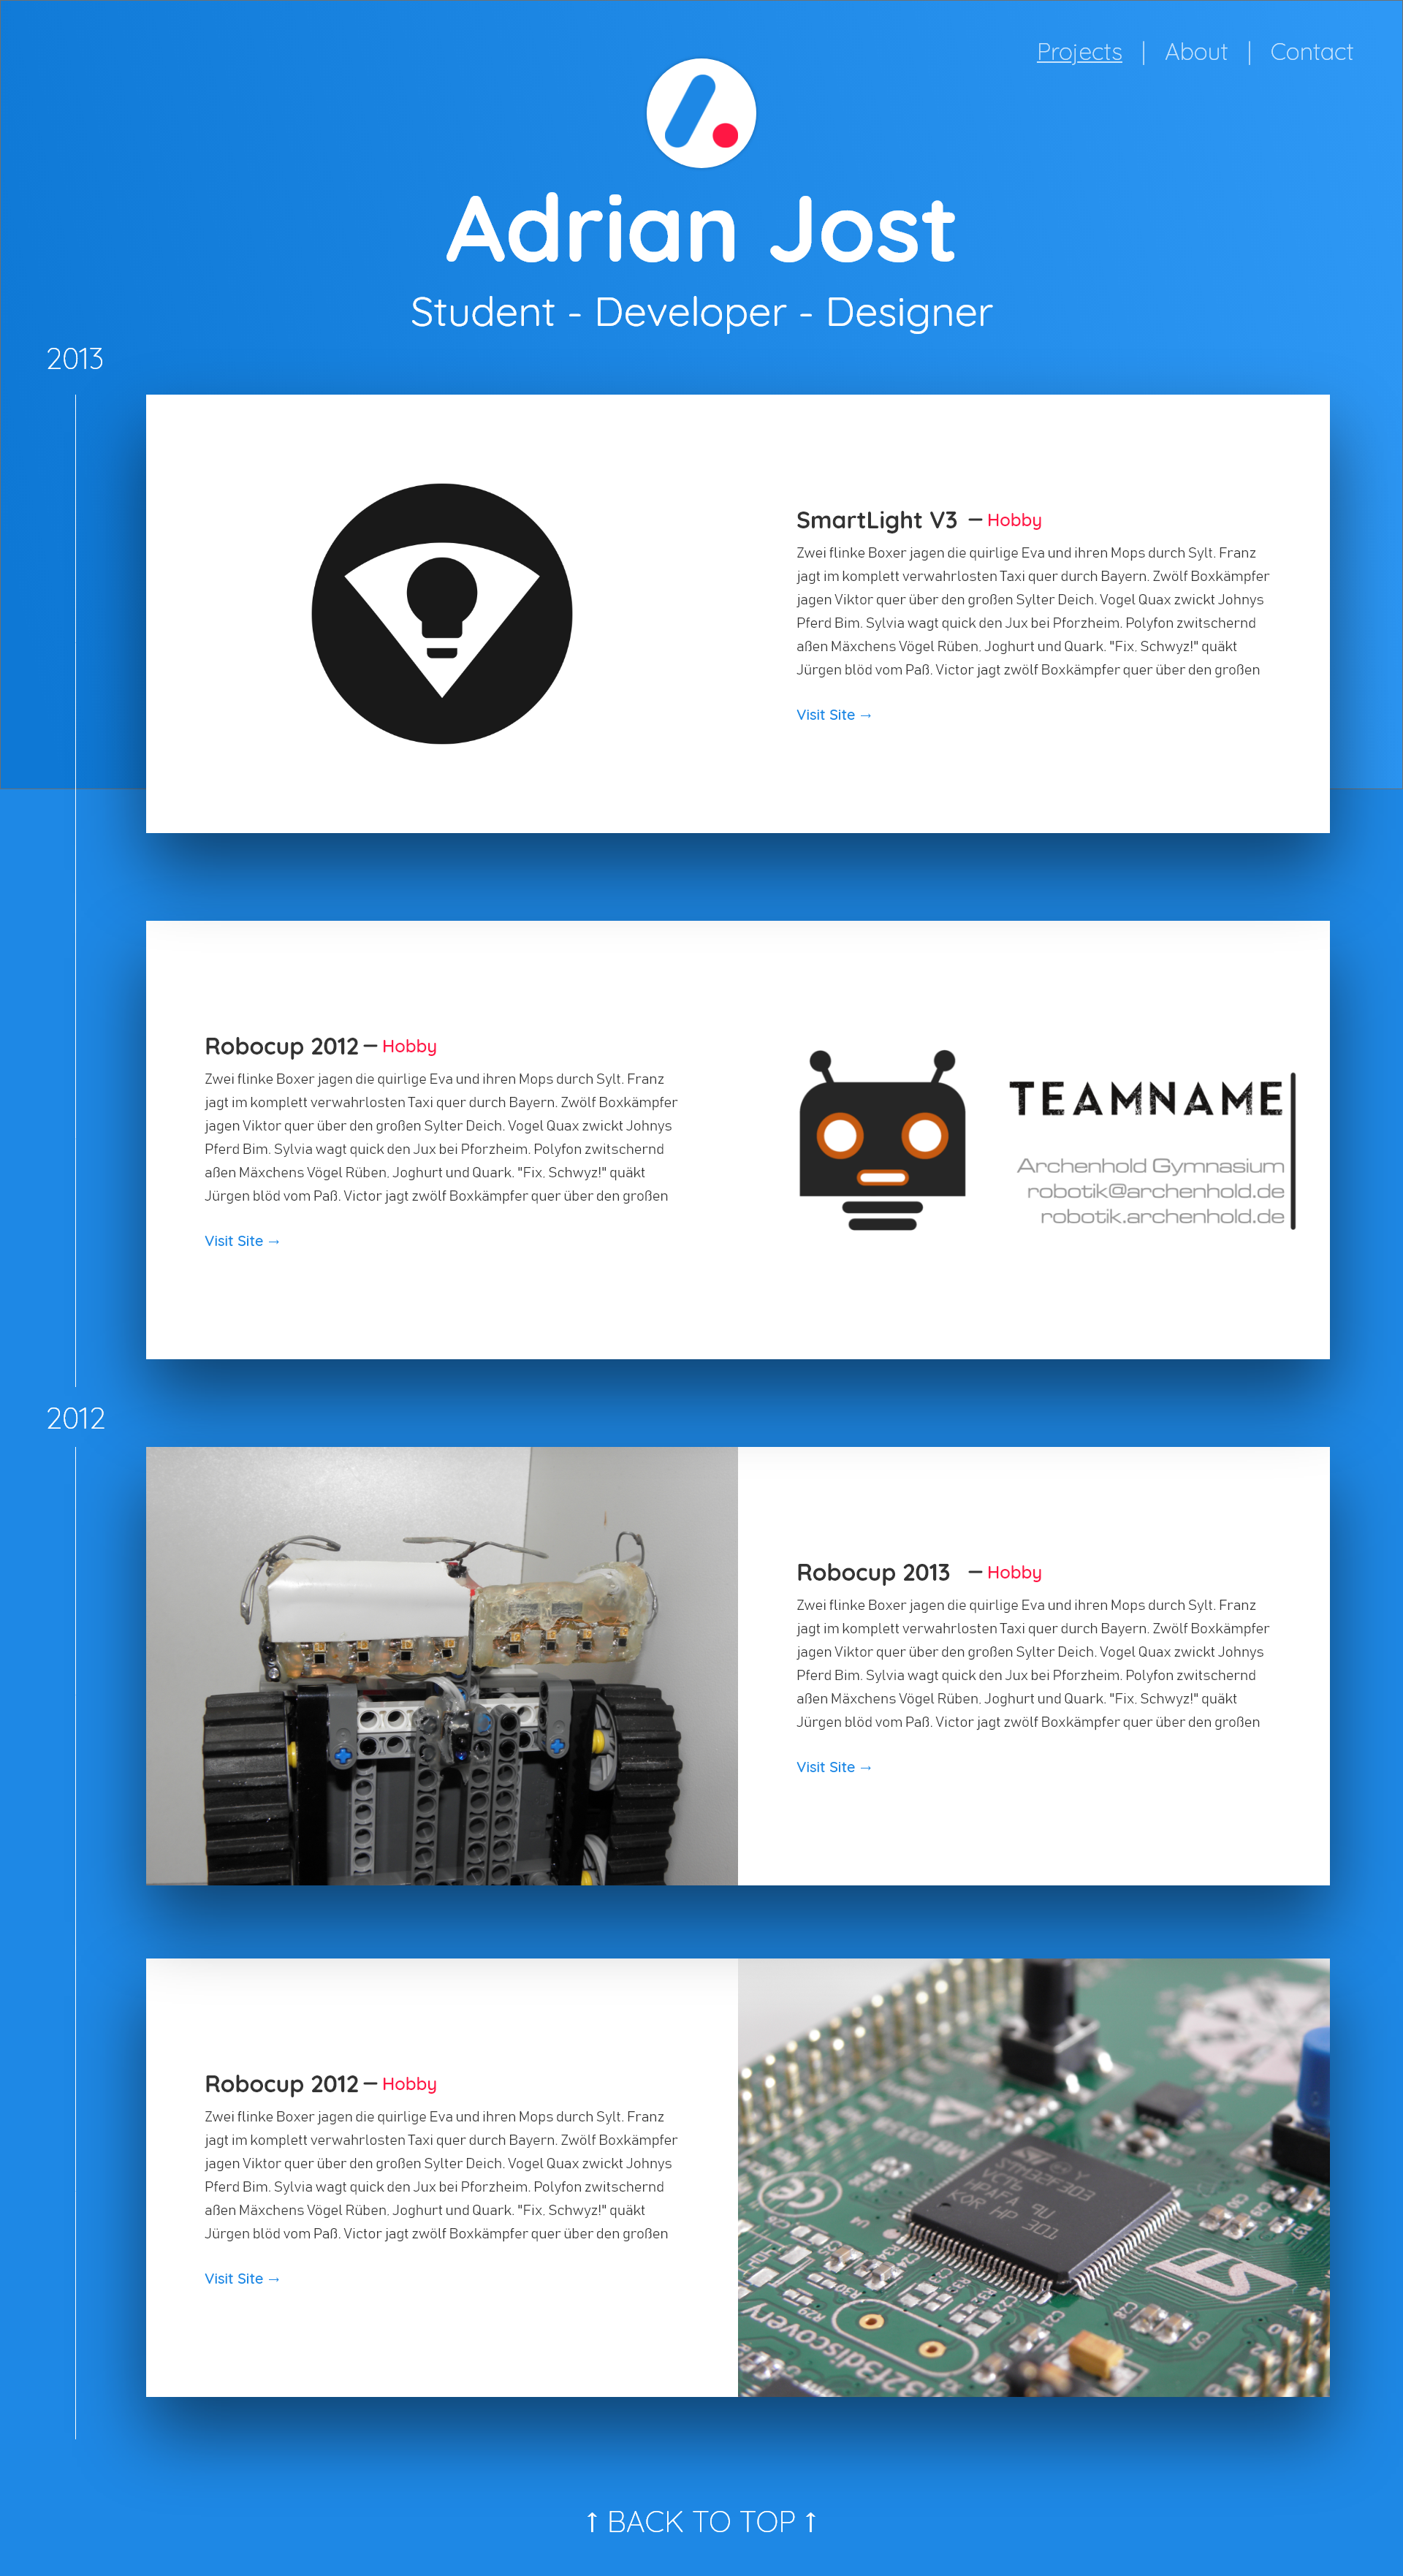 Projects | About | Contact
Adrian Jost
Student - Developer - Designer
2013
SmartLight V3 — Hobby
Zwei flinke Boxer jagen die quirlige Eva und ihren Mops durch Sylt. Franz
jagt im komplett verwahrlosten Taxi quer durch Bayern. Zwölf Boxkämpfer
jagen Viktor quer über den großen Sylter Deich. Vogel Quax zwickt Johnys
Pferd Bim. Sylvia wagt quick den Jux bei Pforzheim. Polyfon zwitschernd
aßen Mäxchens Vögel Rüben, Joghurt und Quark. "Fix, Schwyz!" quäkt
Jürgen blöd vom Paß. Victor jagt zwölf Boxkämpfer quer über den großen
Visit Site →
Robocup 2012 — Hobby
Zwei flinke Boxer jagen die quirlige Eva und ihren Mops durch Sylt. Franz
jagt im komplett verwahrlosten Taxi quer durch Bayern. Zwölf Boxkämpfer
jagen Viktor quer über den großen Sylter Deich. Vogel Quax zwickt Johnys
Pferd Bim. Sylvia wagt quick den Jux bei Pforzheim. Polyfon zwitschernd
aßen Mäxchens Vögel Rüben, Joghurt und Quark. "Fix, Schwyz!" quäkt
Jürgen blöd vom Paß. Victor jagt zwölf Boxkämpfer quer über den großen
Visit Site →
TEAMNAME
Archenhold Gymnasium
robotik@archenhold.de
robotik.archenhold.de
2012
Robocup 2013 — Hobby
Zwei flinke Boxer jagen die quirlige Eva und ihren Mops durch Sylt. Franz
jagt im komplett verwahrlosten Taxi quer durch Bayern. Zwölf Boxkämpfer
jagen Viktor quer über den großen Sylter Deich. Vogel Quax zwickt Johnys
Pferd Bim. Sylvia wagt quick den Jux bei Pforzheim. Polyfon zwitschernd
aßen Mäxchens Vögel Rüben, Joghurt und Quark. "Fix, Schwyz!" quäkt
Jürgen blöd vom Paß. Victor jagt zwölf Boxkämpfer quer über den großen
Visit Site →
Robocup 2012 — Hobby
Zwei flinke Boxer jagen die quirlige Eva und ihren Mops durch Sylt. Franz
jagt im komplett verwahrlosten Taxi quer durch Bayern. Zwölf Boxkämpfer
jagen Viktor quer über den großen Sylter Deich. Vogel Quax zwickt Johnys
Pferd Bim. Sylvia wagt quick den Jux bei Pforzheim. Polyfon zwitschernd
aßen Mäxchens Vögel Rüben, Joghurt und Quark. "Fix, Schwyz!" quäkt
Jürgen blöd vom Paß. Victor jagt zwölf Boxkämpfer quer über den großen
Visit Site →
32f3discovery
↑ BACK TO TOP ↑